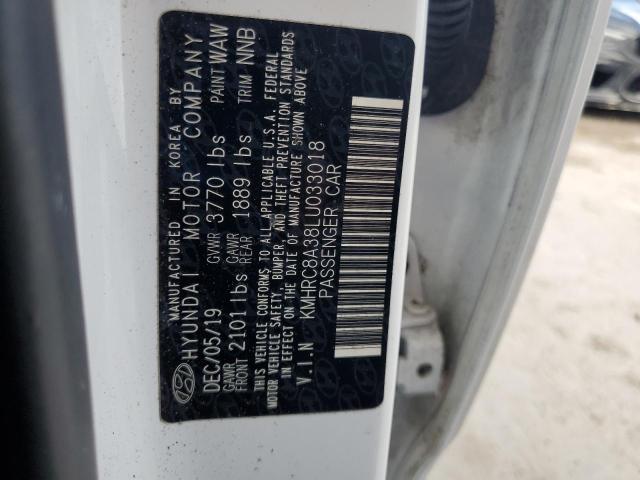 MANUFACTURED IN KOREA BY
HYUNDAI MOTOR COMPANY
DEC/05/19 GVWR 3770 lbs PAINT WAW
GAWR FRONT 2101 lbs GAWR REAR 1889 lbs TRIM NNB
THIS VEHICLE CONFORMS TO ALL APPLICABLE U.S.A. FEDERAL
MOTOR VEHICLE SAFETY, BUMPER, AND THEFT PREVENTION STANDARDS
IN EFFECT ON THE DATE OF MANUFACTURE SHOWN ABOVE
V.I.N KMHRC8A38LU033018
PASSENGER CAR